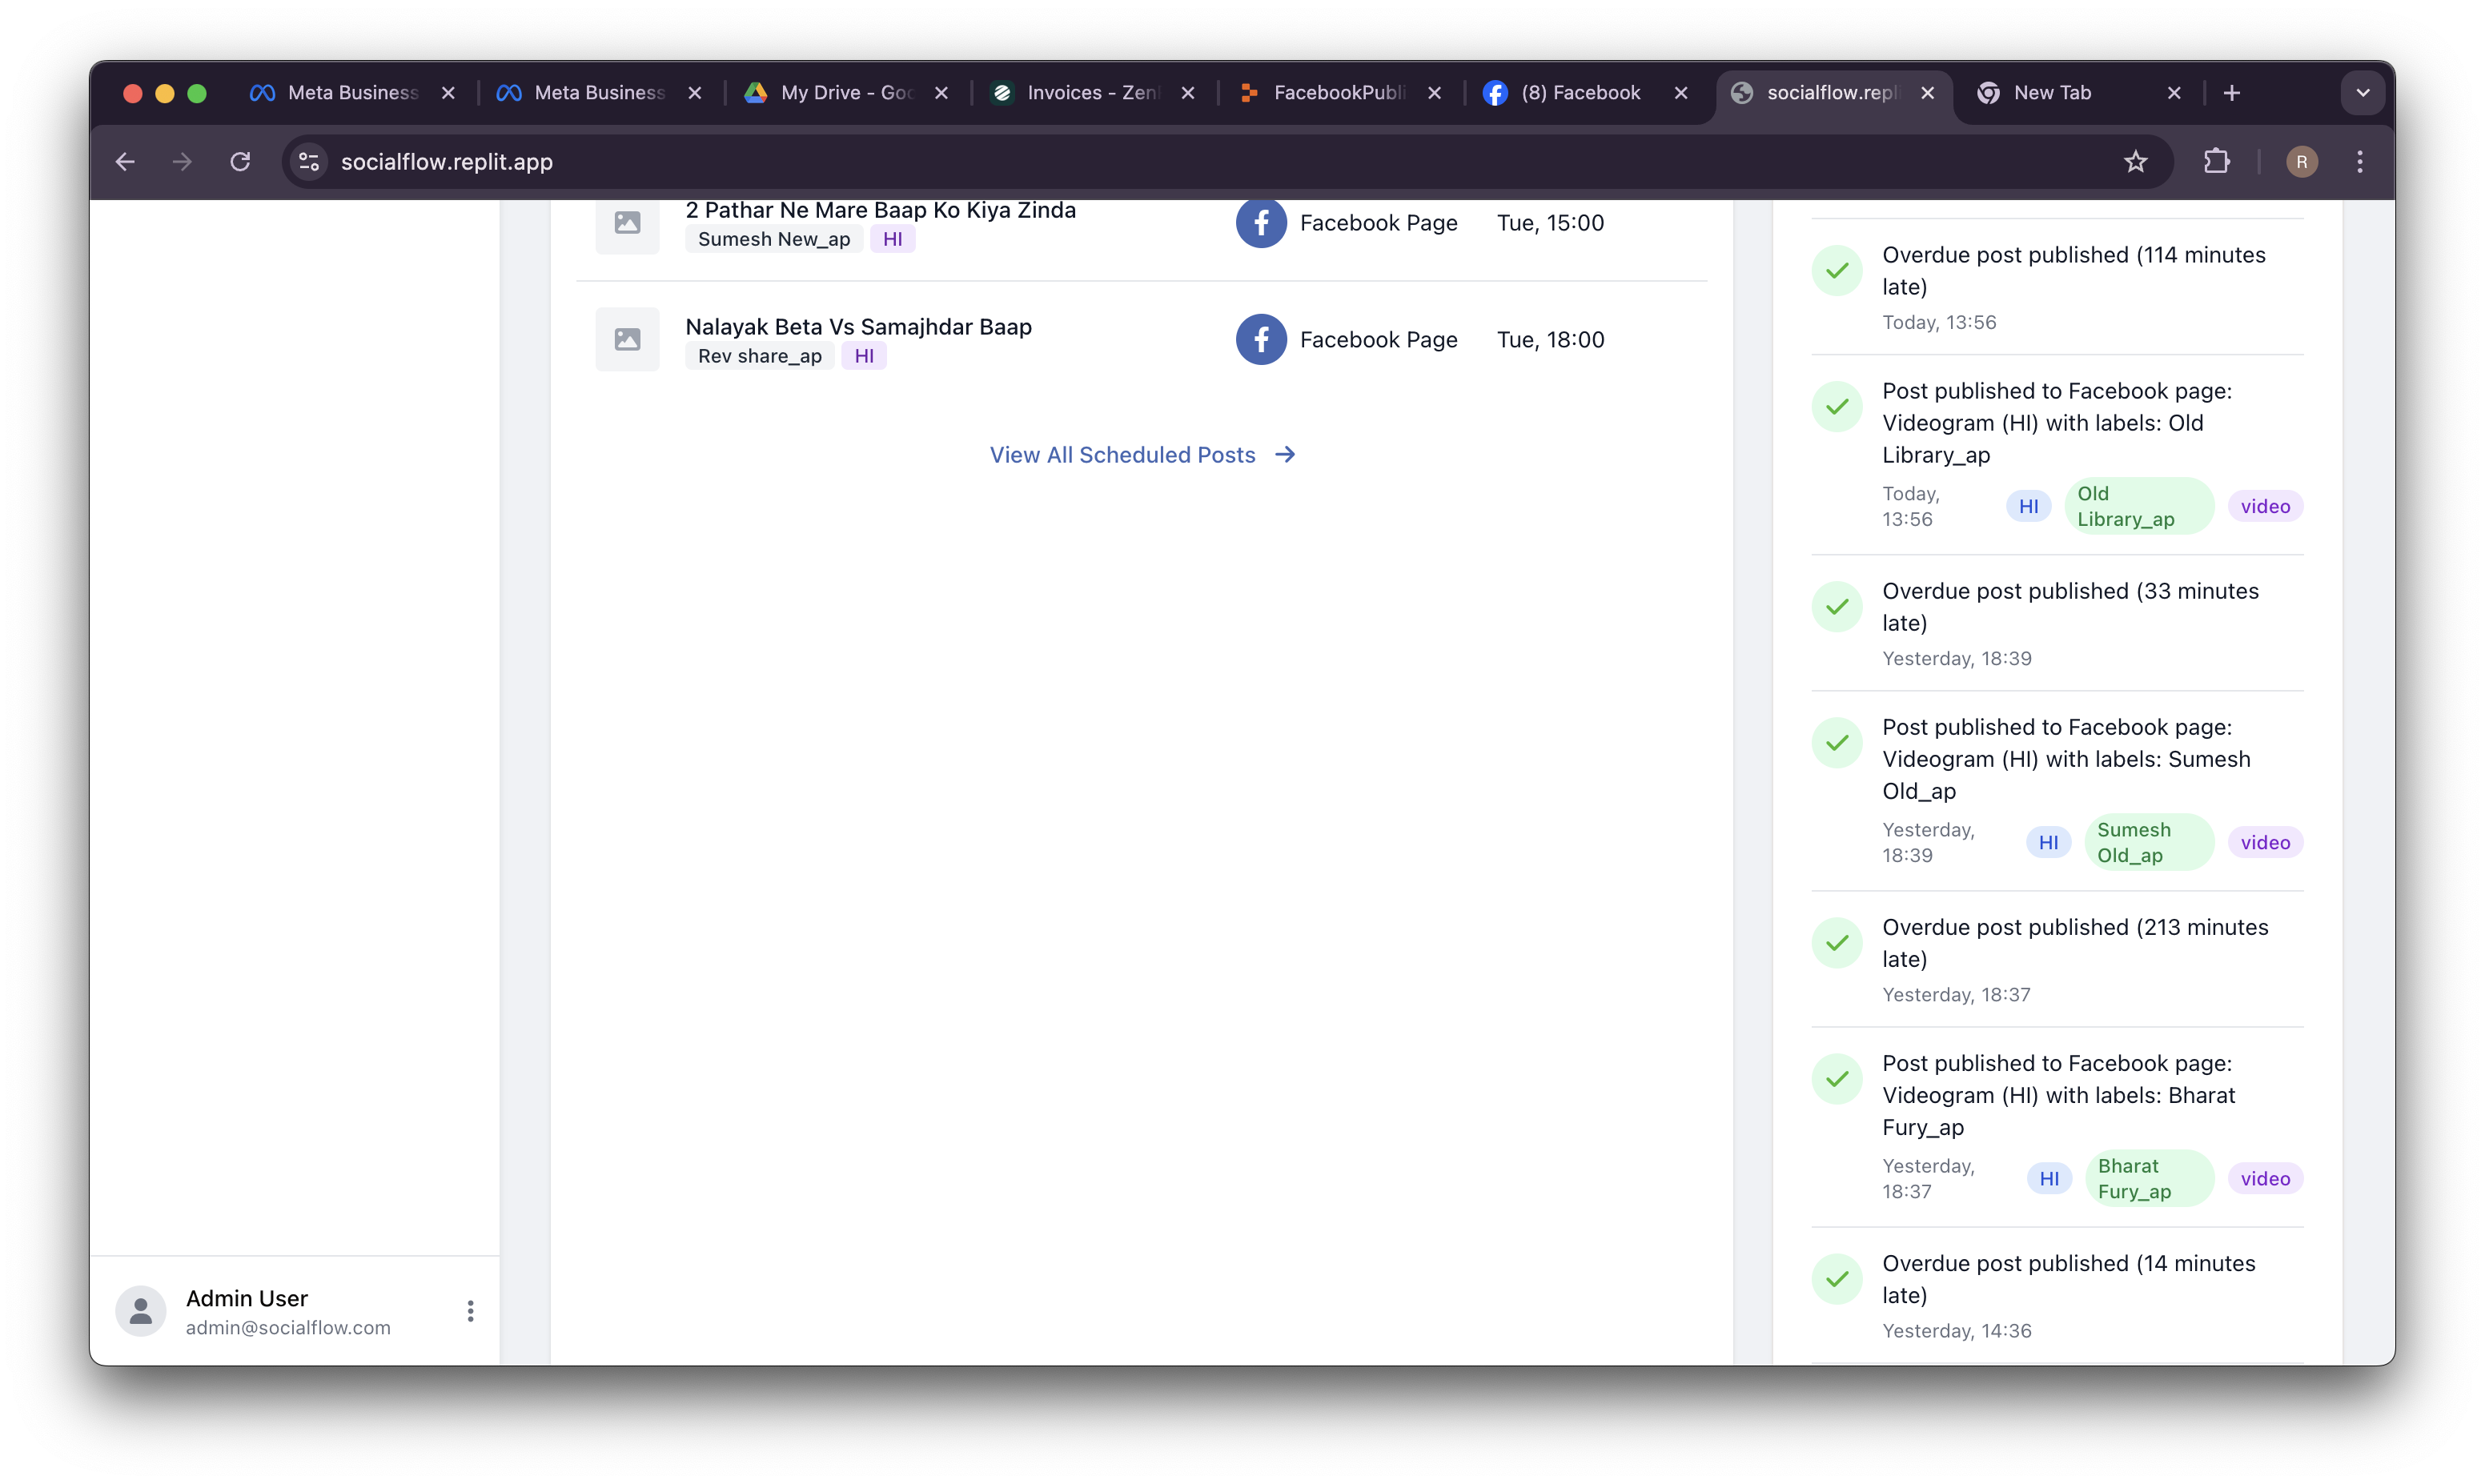 Meta Business
Meta Business
My Drive - Goo
Invoices - Zen
FacebookPubli
(8) Facebook
socialflow.repl
New Tab
socialflow.replit.app
R
2 Pathar Ne Mare Baap Ko Kiya Zinda
Sumesh New_ap HI
Facebook Page
Tue, 15:00
Nalayak Beta Vs Samajhdar Baap
Rev share_ap HI
Facebook Page
Tue, 18:00
View All Scheduled Posts
Admin User
admin@socialflow.com
Overdue post published (114 minutes
late)
Today, 13:56
Post published to Facebook page:
Videogram (HI) with labels: Old
Library_ap
Today,
13:56
HI
Old
Library_ap
video
Overdue post published (33 minutes
late)
Yesterday, 18:39
Post published to Facebook page:
Videogram (HI) with labels: Sumesh
Old_ap
Yesterday,
18:39
HI
Sumesh
Old_ap
video
Overdue post published (213 minutes
late)
Yesterday, 18:37
Post published to Facebook page:
Videogram (HI) with labels: Bharat
Fury_ap
Yesterday,
18:37
HI
Bharat
Fury_ap
video
Overdue post published (14 minutes
late)
Yesterday, 14:36